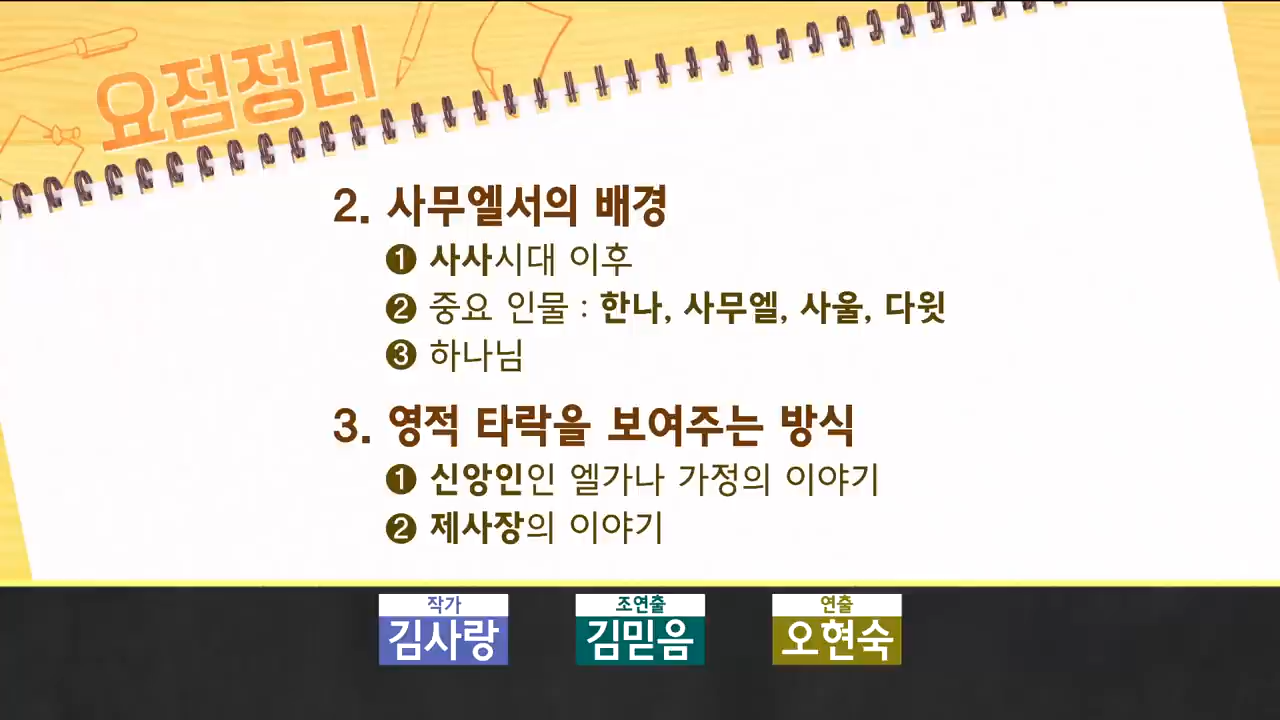 요점정리
2. 사무엘서의 배경
❶ 사사시대 이후
❷ 중요 인물 : 한나, 사무엘, 사울, 다윗
❸ 하나님
3. 영적 타락을 보여주는 방식
❶ 신앙인인 엘가나 가정의 이야기
❷ 제사장의 이야기
작가
김사랑
조연출
김믿음
연출
오현숙